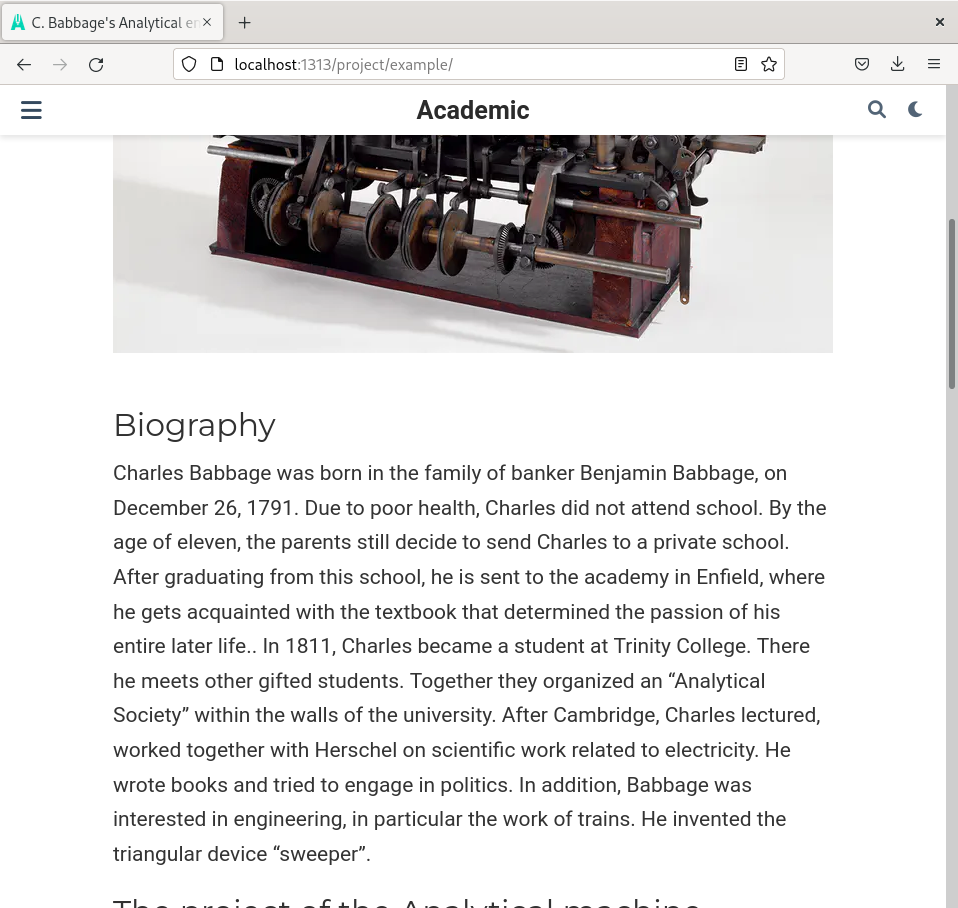 C. Babbage's Analytical en
localhost:1313/project/example/
Academic
Biography
Charles Babbage was born in the family of banker Benjamin Babbage, on
December 26, 1791. Due to poor health, Charles did not attend school. By the
age of eleven, the parents still decide to send Charles to a private school.
After graduating from this school, he is sent to the academy in Enfield, where
he gets acquainted with the textbook that determined the passion of his
entire later life.. In 1811, Charles became a student at Trinity College. There
he meets other gifted students. Together they organized an “Analytical
Society” within the walls of the university. After Cambridge, Charles lectured,
worked together with Herschel on scientific work related to electricity. He
wrote books and tried to engage in politics. In addition, Babbage was
interested in engineering, in particular the work of trains. He invented the
triangular device “sweeper”.
The project of the Analytical machine